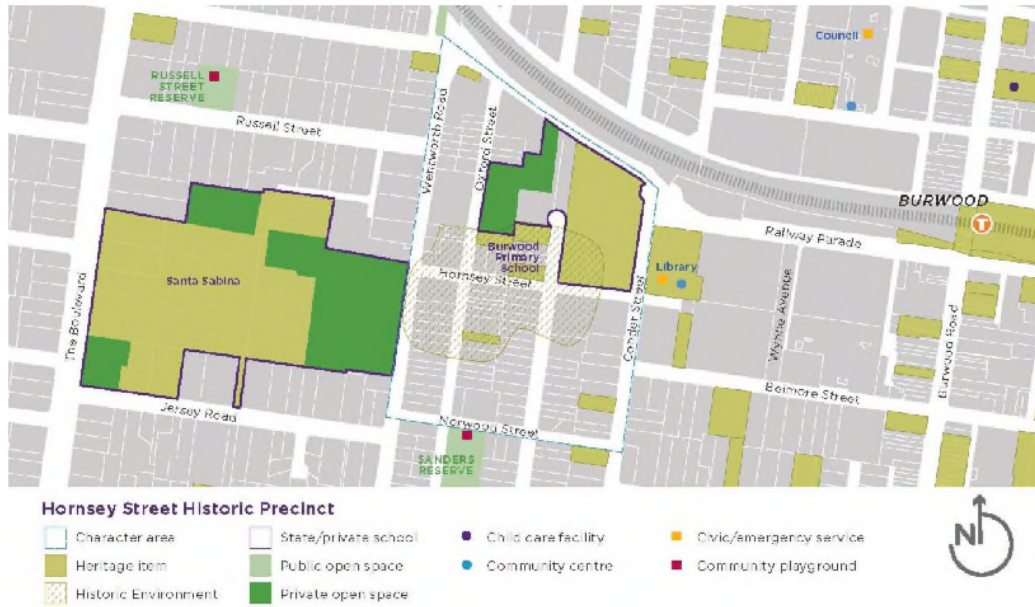 Council
RUSSELL
STREET
RESERVE
Russell Street
Wentworth Road
Oxford Street
BURWOOD
T
Railway Parade
Burwood
Primary
School
Hornsey Street
Library
Santa Sabina
The Boulevard
Conder Street
Wynne Avenue
Burwood Road
Belmore Street
Jersey Road
Norwood Street
SANDERS
RESERVE
Hornsey Street Historic Precinct
Character area
State/private school
Child care facility
Civic/emergency service
Heritage item
Public open space
Community centre
Community playground
Historic Environment
Private open space
N